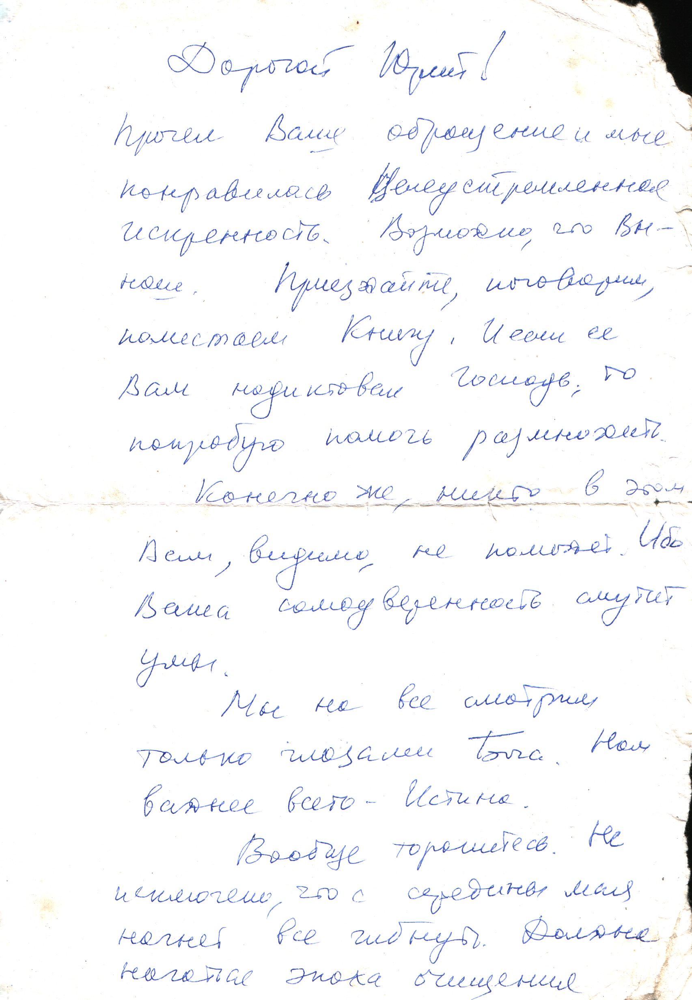 Дорогой Юрий!
Прочел Ваше обращение и мне
понравилась Целеустремленная
искренность. Возможно, что Вы -
наш. Приезжайте, поговорим,
полистаем Книгу. И если ее
Вам надиктовал Господь, то
попробую помочь размножить.
Конечно же, никто в этом
Вам, видимо, не поможет. Ибо
Ваша самоуверенность смутит
умы.
Мы на все смотрим
только глазами Бога. Нам
важнее всего - Истина.
Вообще торопитесь. Не
исключено, что с середины мая
начнет все гибнуть. Должна
начаться эпоха очищения